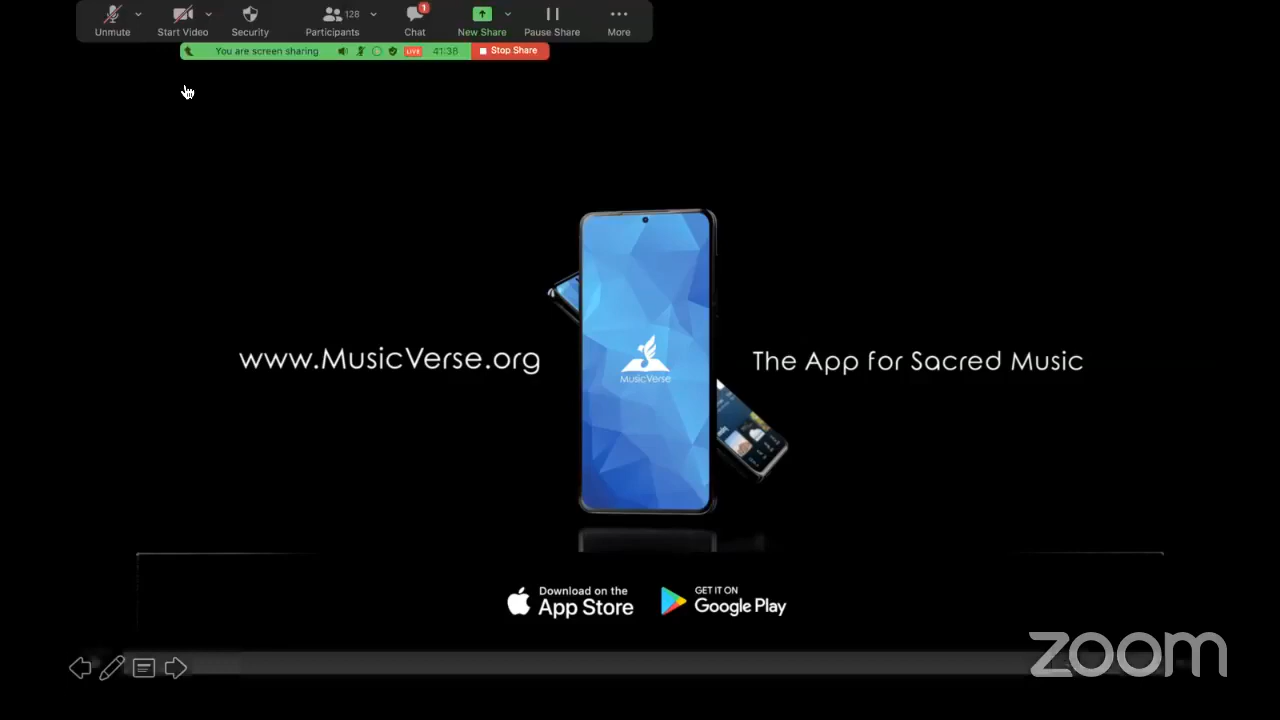 Unmute
Start Video
Security
128
Participants
1
Chat
New Share
Pause Share
More
You are screen sharing
LIVE
41:38
Stop Share
www.MusicVerse.org
MusicVerse
The App for Sacred Music
Download on the
App Store
GET IT ON
Google Play
zoom